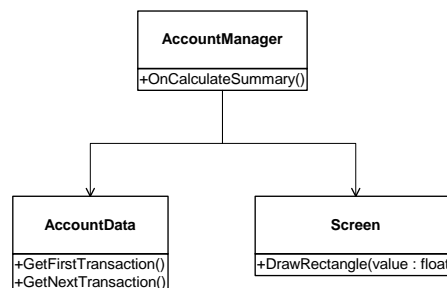 AccountManager
+OnCalculateSummary()
AccountData
+GetFirstTransaction()
+GetNextTransaction()
Screen
+DrawRectangle(value : float